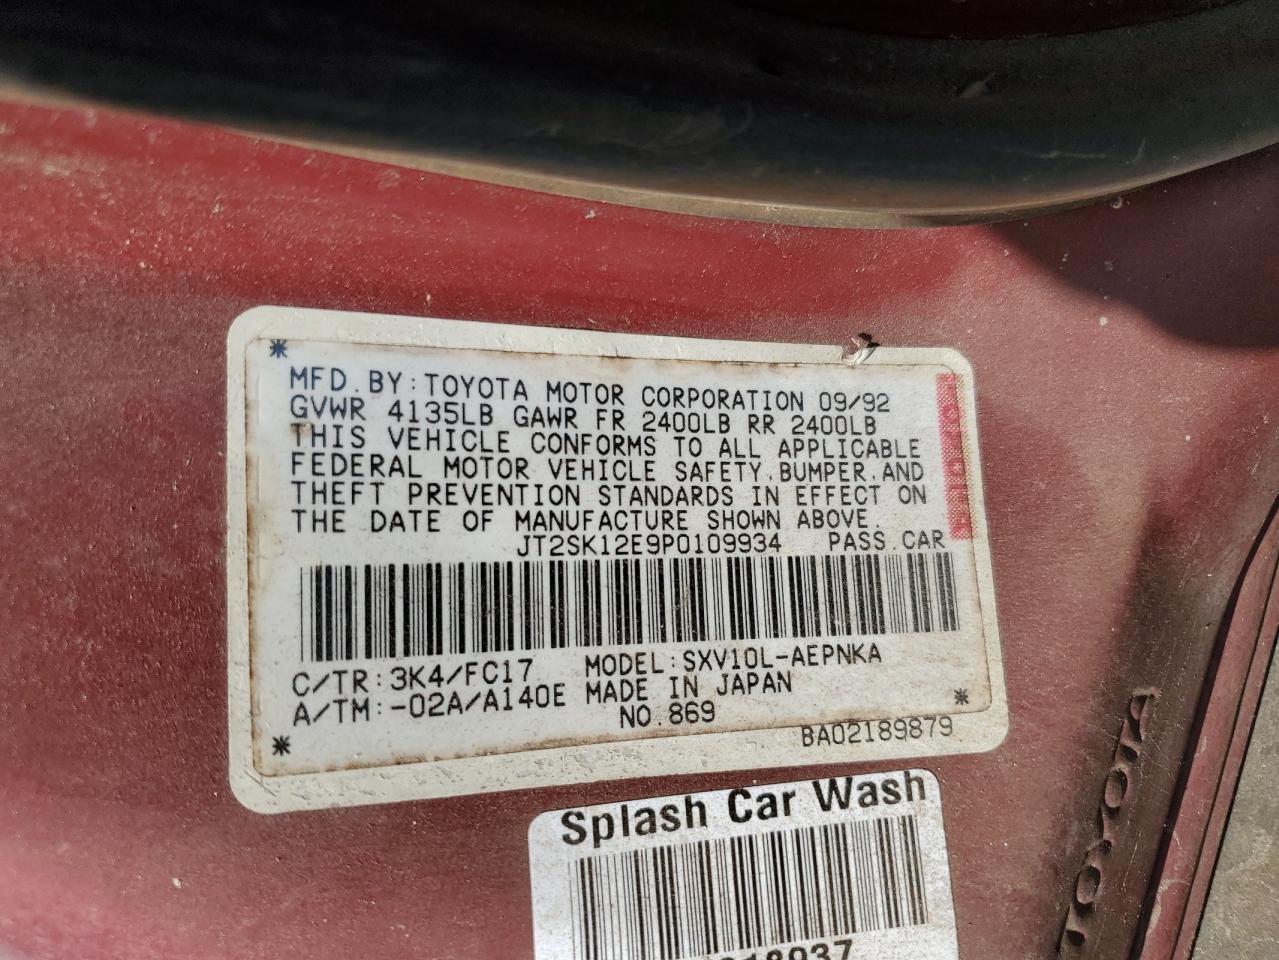 MFD.BY:TOYOTA MOTOR CORPORATION 09/92
GVWR 4135LB GAWR FR 2400LB RR 2400LB
THIS VEHICLE CONFORMS TO ALL APPLICABLE
FEDERAL MOTOR VEHICLE SAFETY,BUMPER,AND
THEFT PREVENTION STANDARDS IN EFFECT ON
THE DATE OF MANUFACTURE SHOWN ABOVE.
JT2SK12E9P0109934 PASS.CAR
C/TR:3K4/FC17 MODEL:SXV10L-AEPNKA
A/TM:-02A/A140E MADE IN JAPAN
NO.869
BA02189879
Splash Car Wash
TOYOTA